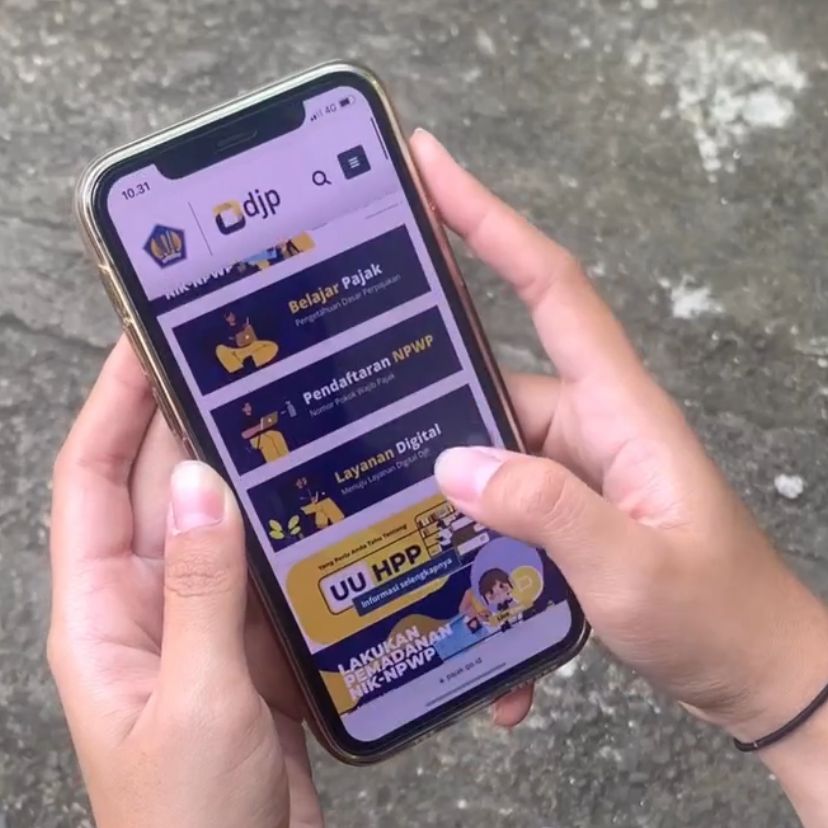 10.31
4G
djp
NIK-NPWP
Belajar Pajak
Pengetahuan Dasar Perpajakan
Pendaftaran NPWP
Nomor Pokok Wajib Pajak
Layanan Digital
Menuju Layanan Digital DJP
Yang Perlu Anda Tahu Tentang
UU HPP
Informasi selengkapnya
Live
LAKUKAN
PEMADANAN
NIK-NPWP
pajak.go.id